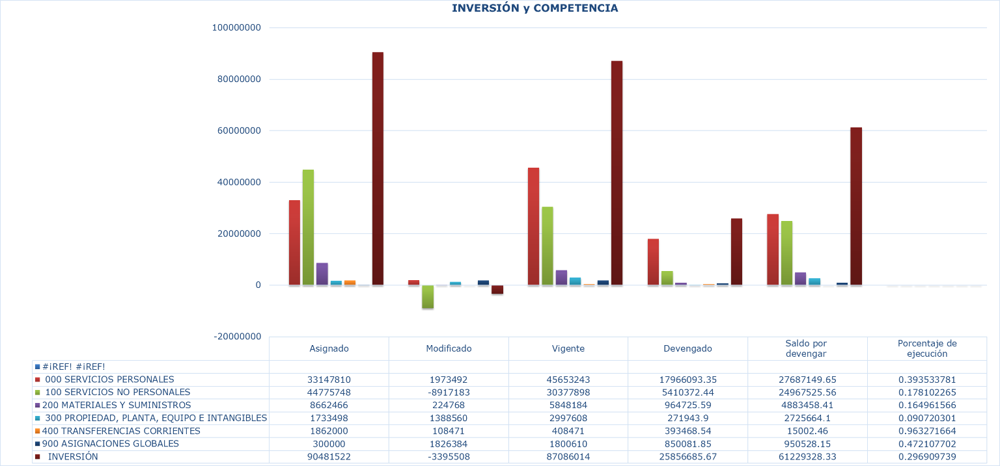 INVERSIÓN y COMPETENCIA
100000000
80000000
60000000
40000000
20000000
0
-20000000
Asignado Modificado Vigente Devengado Saldo por devengar Porcentaje de ejecución
#¡REF! #¡REF!
000 SERVICIOS PERSONALES 33147810 1973492 45653243 17966093.35 27687149.65 0.393533781
100 SERVICIOS NO PERSONALES 44775748 -8917183 30377898 5410372.44 24967525.56 0.178102265
200 MATERIALES Y SUMINISTROS 8662466 224768 5848184 964725.59 4883458.41 0.164961566
300 PROPIEDAD, PLANTA, EQUIPO E INTANGIBLES 1733498 1388560 2997608 271943.9 2725664.1 0.090720301
400 TRANSFERENCIAS CORRIENTES 1862000 108471 408471 393468.54 15002.46 0.963271664
900 ASIGNACIONES GLOBALES 300000 1826384 1800610 850081.85 950528.15 0.472107702
INVERSIÓN 90481522 -3395508 87086014 25856685.67 61229328.33 0.296909739